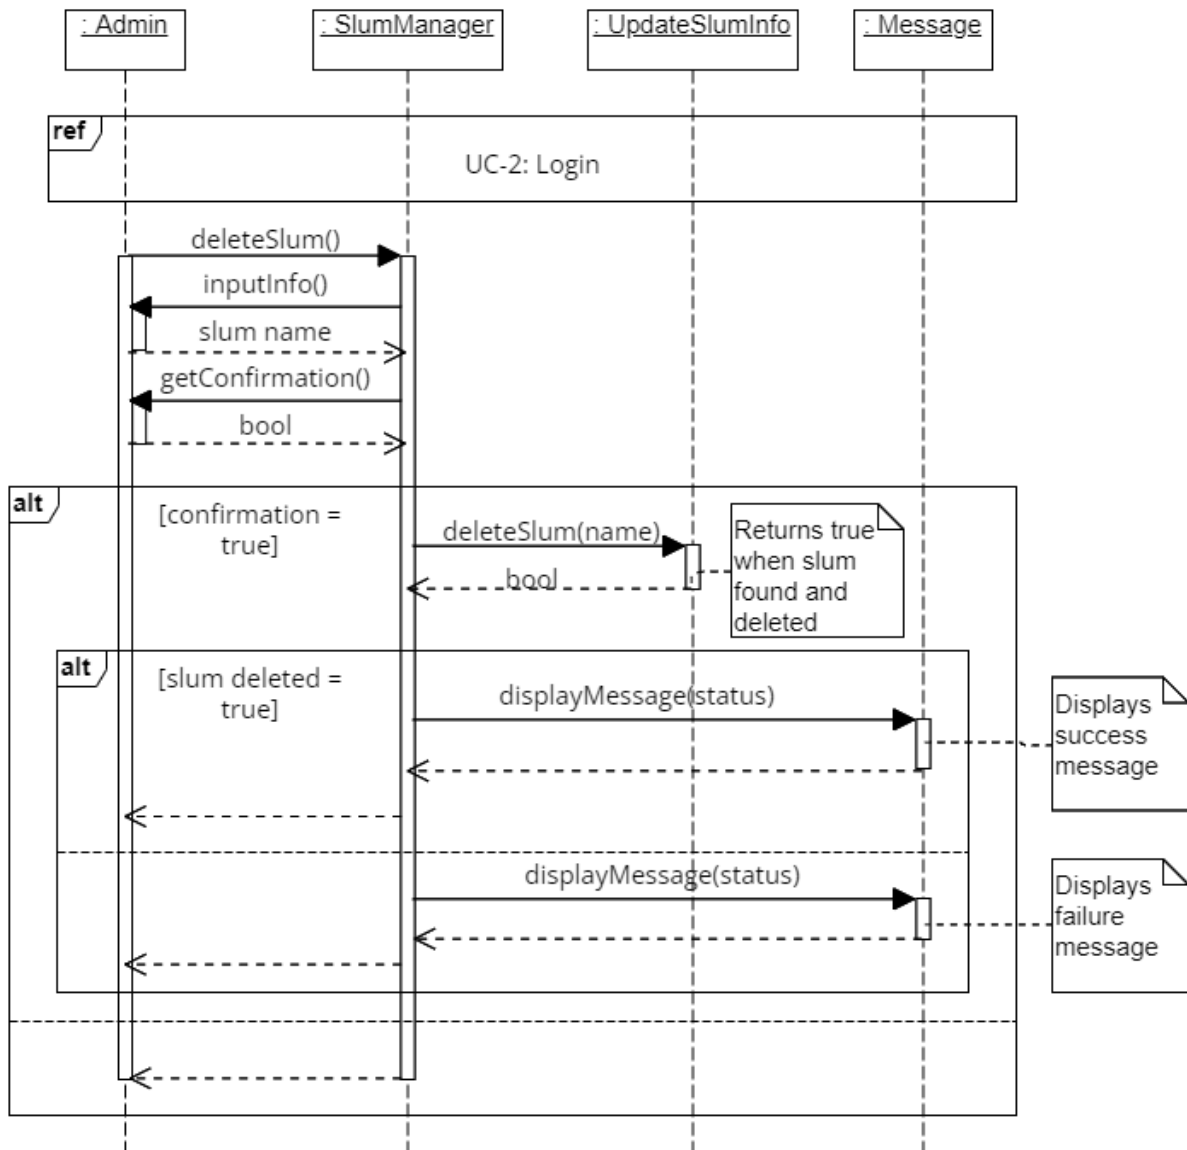 : Admin
: SlumManager
: UpdateSlumInfo
: Message
ref
UC-2: Login
deleteSlum()
inputInfo()
slum name
getConfirmation()
bool
alt
[confirmation =
true]
deleteSlum(name)
bool
Returns true
when slum
found and
deleted
alt
[slum deleted =
true]
displayMessage(status)
Displays
success
message
displayMessage(status)
Displays
failure
message